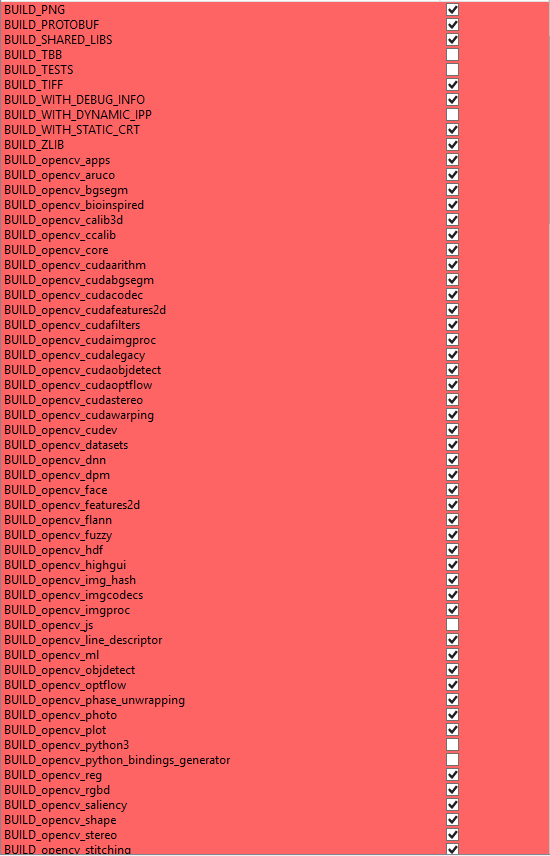 BUILD_PNG
BUILD_PROTOBUF
BUILD_SHARED_LIBS
BUILD_TBB
BUILD_TESTS
BUILD_TIFF
BUILD_WITH_DEBUG_INFO
BUILD_WITH_DYNAMIC_IPP
BUILD_WITH_STATIC_CRT
BUILD_ZLIB
BUILD_opencv_apps
BUILD_opencv_aruco
BUILD_opencv_bgsegm
BUILD_opencv_bioinspired
BUILD_opencv_calib3d
BUILD_opencv_ccalib
BUILD_opencv_core
BUILD_opencv_cudaarithm
BUILD_opencv_cudabgsegm
BUILD_opencv_cudacodec
BUILD_opencv_cudafeatures2d
BUILD_opencv_cudafilters
BUILD_opencv_cudaimgproc
BUILD_opencv_cudalegacy
BUILD_opencv_cudaobjdetect
BUILD_opencv_cudaoptflow
BUILD_opencv_cudastereo
BUILD_opencv_cudawarping
BUILD_opencv_cudev
BUILD_opencv_datasets
BUILD_opencv_dnn
BUILD_opencv_dpm
BUILD_opencv_face
BUILD_opencv_features2d
BUILD_opencv_flann
BUILD_opencv_fuzzy
BUILD_opencv_hdf
BUILD_opencv_highgui
BUILD_opencv_img_hash
BUILD_opencv_imgcodecs
BUILD_opencv_imgproc
BUILD_opencv_js
BUILD_opencv_line_descriptor
BUILD_opencv_ml
BUILD_opencv_objdetect
BUILD_opencv_optflow
BUILD_opencv_phase_unwrapping
BUILD_opencv_photo
BUILD_opencv_plot
BUILD_opencv_python3
BUILD_opencv_python_bindings_generator
BUILD_opencv_reg
BUILD_opencv_rgbd
BUILD_opencv_saliency
BUILD_opencv_shape
BUILD_opencv_stereo
BUILD_opencv_stitching